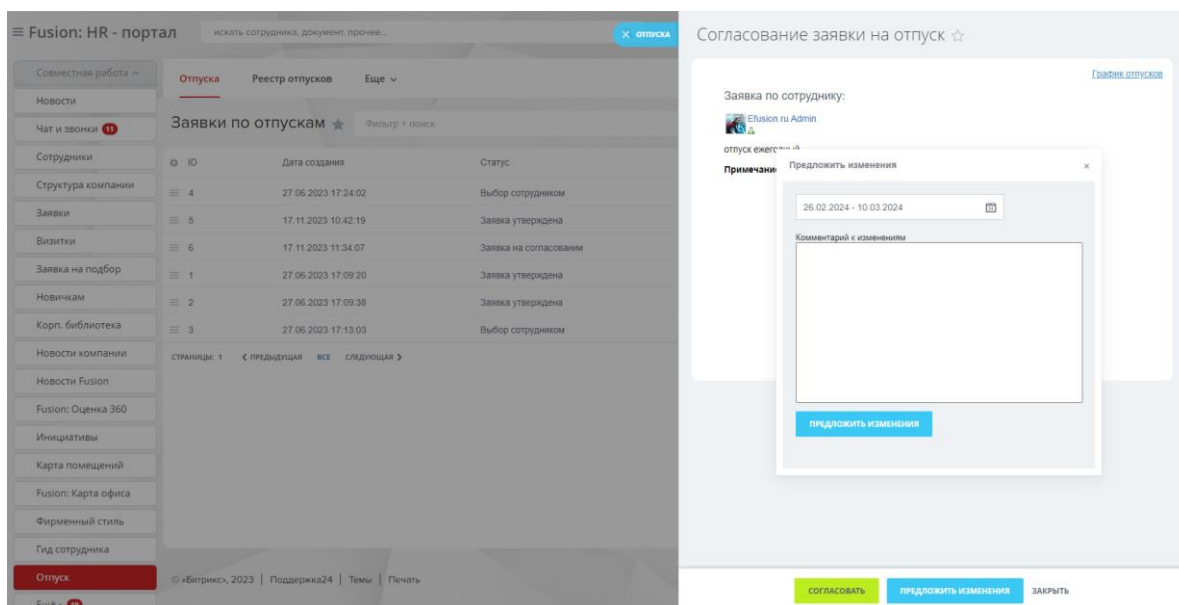 Fusion: HR - портал
искать сотрудника, документ, прочее...
ОТПУСКА
Совместная работа
Новости
Чат и звонки 11
Сотрудники
Структура компании
Заявки
Визитки
Заявка на подбор
Новичкам
Корп. библиотека
Новости компании
Новости Fusion
Fusion: Оценка 360
Инициативы
Карта помещений
Fusion: Карта офиса
Фирменный стиль
Гид сотрудника
Отпуск
Отпуска Реестр отпусков Еще
Заявки по отпускам Фильтр + поиск
ID Дата создания Статус
4 27.06.2023 17:24:02 Выбор сотрудником
5 17.11.2023 10:42:19 Заявка утверждена
6 17.11.2023 11:34:07 Заявка на согласовании
1 27.06.2023 17:09:20 Заявка утверждена
2 27.06.2023 17:09:38 Заявка утверждена
3 27.06.2023 17:13:03 Выбор сотрудником
СТРАНИЦЫ: 1 ПРЕДЫДУЩАЯ ВСЕ СЛЕДУЮЩАЯ
© «Битрикс», 2023 | Поддержка24 | Темы | Печать
Согласование заявки на отпуск
График отпусков
Заявка по сотруднику:
Efusion.ru Admin
отпуск
Предложить изменения
26.02.2024 - 10.03.2024
Комментарий к изменениям
ПРЕДЛОЖИТЬ ИЗМЕНЕНИЯ
СОГЛАСОВАТЬ ПРЕДЛОЖИТЬ ИЗМЕНЕНИЯ ЗАКРЫТЬ